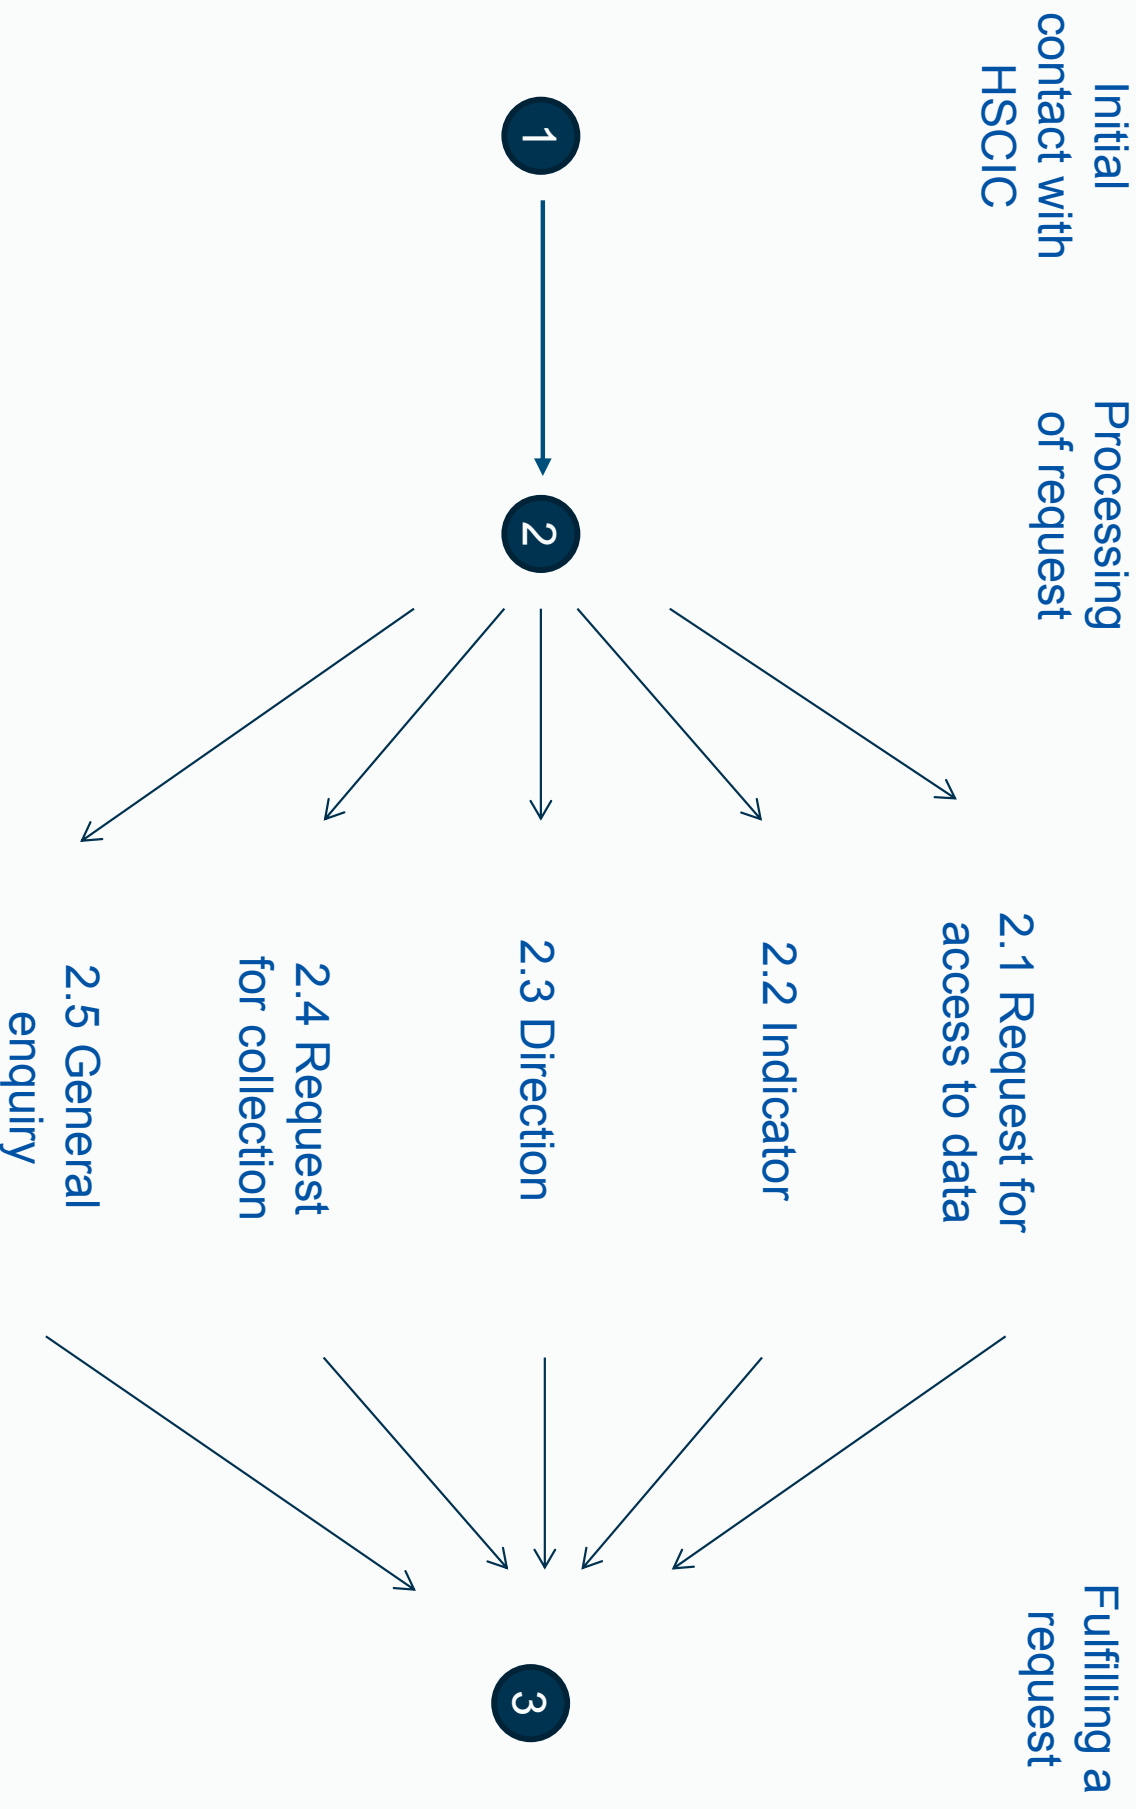 Initial
contact with
HSCIC
Processing
of request
Fulfilling a
request
1
2
2.1 Request for
access to data
2.2 Indicator
2.3 Direction
2.4 Request
for collection
2.5 General
enquiry
3